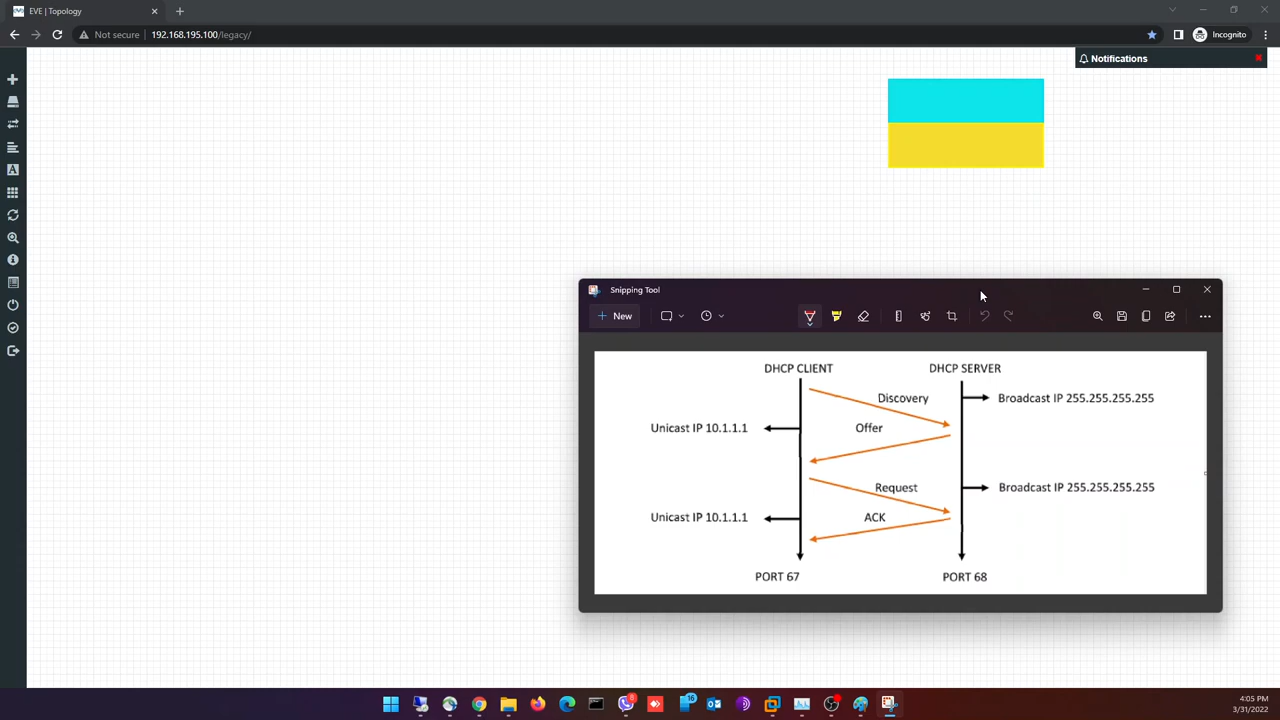 EVE | Topology
Not secure
192.168.195.100/legacy/
Incognito
Notifications
Snipping Tool
New
DHCP CLIENT
DHCP SERVER
Discovery
Broadcast IP 255.255.255.255
Unicast IP 10.1.1.1
Offer
Request
Broadcast IP 255.255.255.255
Unicast IP 10.1.1.1
ACK
PORT 67
PORT 68
8
16
4:05 PM
3/31/2022